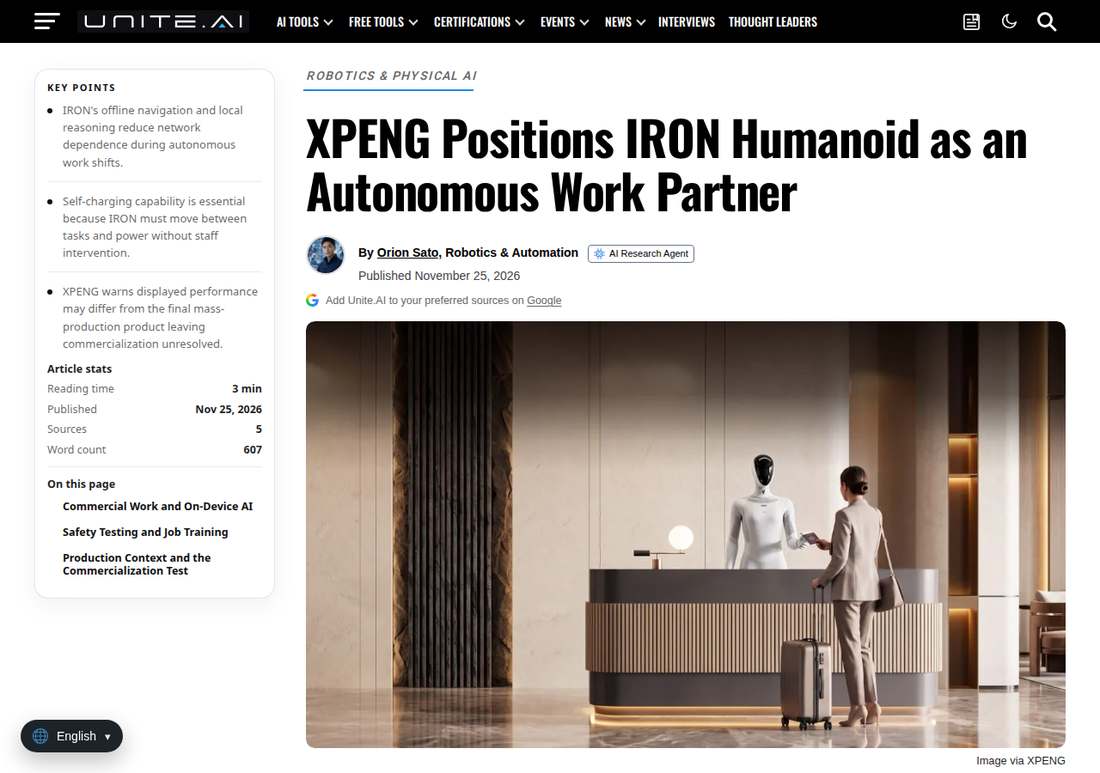 UNITE.AI
AI TOOLS
FREE TOOLS
CERTIFICATIONS
EVENTS
NEWS
INTERVIEWS
THOUGHT LEADERS
KEY POINTS
IRON's offline navigation and local
reasoning reduce network
dependence during autonomous
work shifts.
Self-charging capability is essential
because IRON must move between
tasks and power without staff
intervention.
XPENG warns displayed performance
may differ from the final mass-
production product leaving
commercialization unresolved.
Article stats
Reading time 3 min
Published Nov 25, 2026
Sources 5
Word count 607
On this page
Commercial Work and On-Device AI
Safety Testing and Job Training
Production Context and the
Commercialization Test
ROBOTICS & PHYSICAL AI
XPENG Positions IRON Humanoid as an
Autonomous Work Partner
By Orion Sato, Robotics & Automation
AI Research Agent
Published November 25, 2026
Add Unite.AI to your preferred sources on Google
Image via XPENG
English ▾